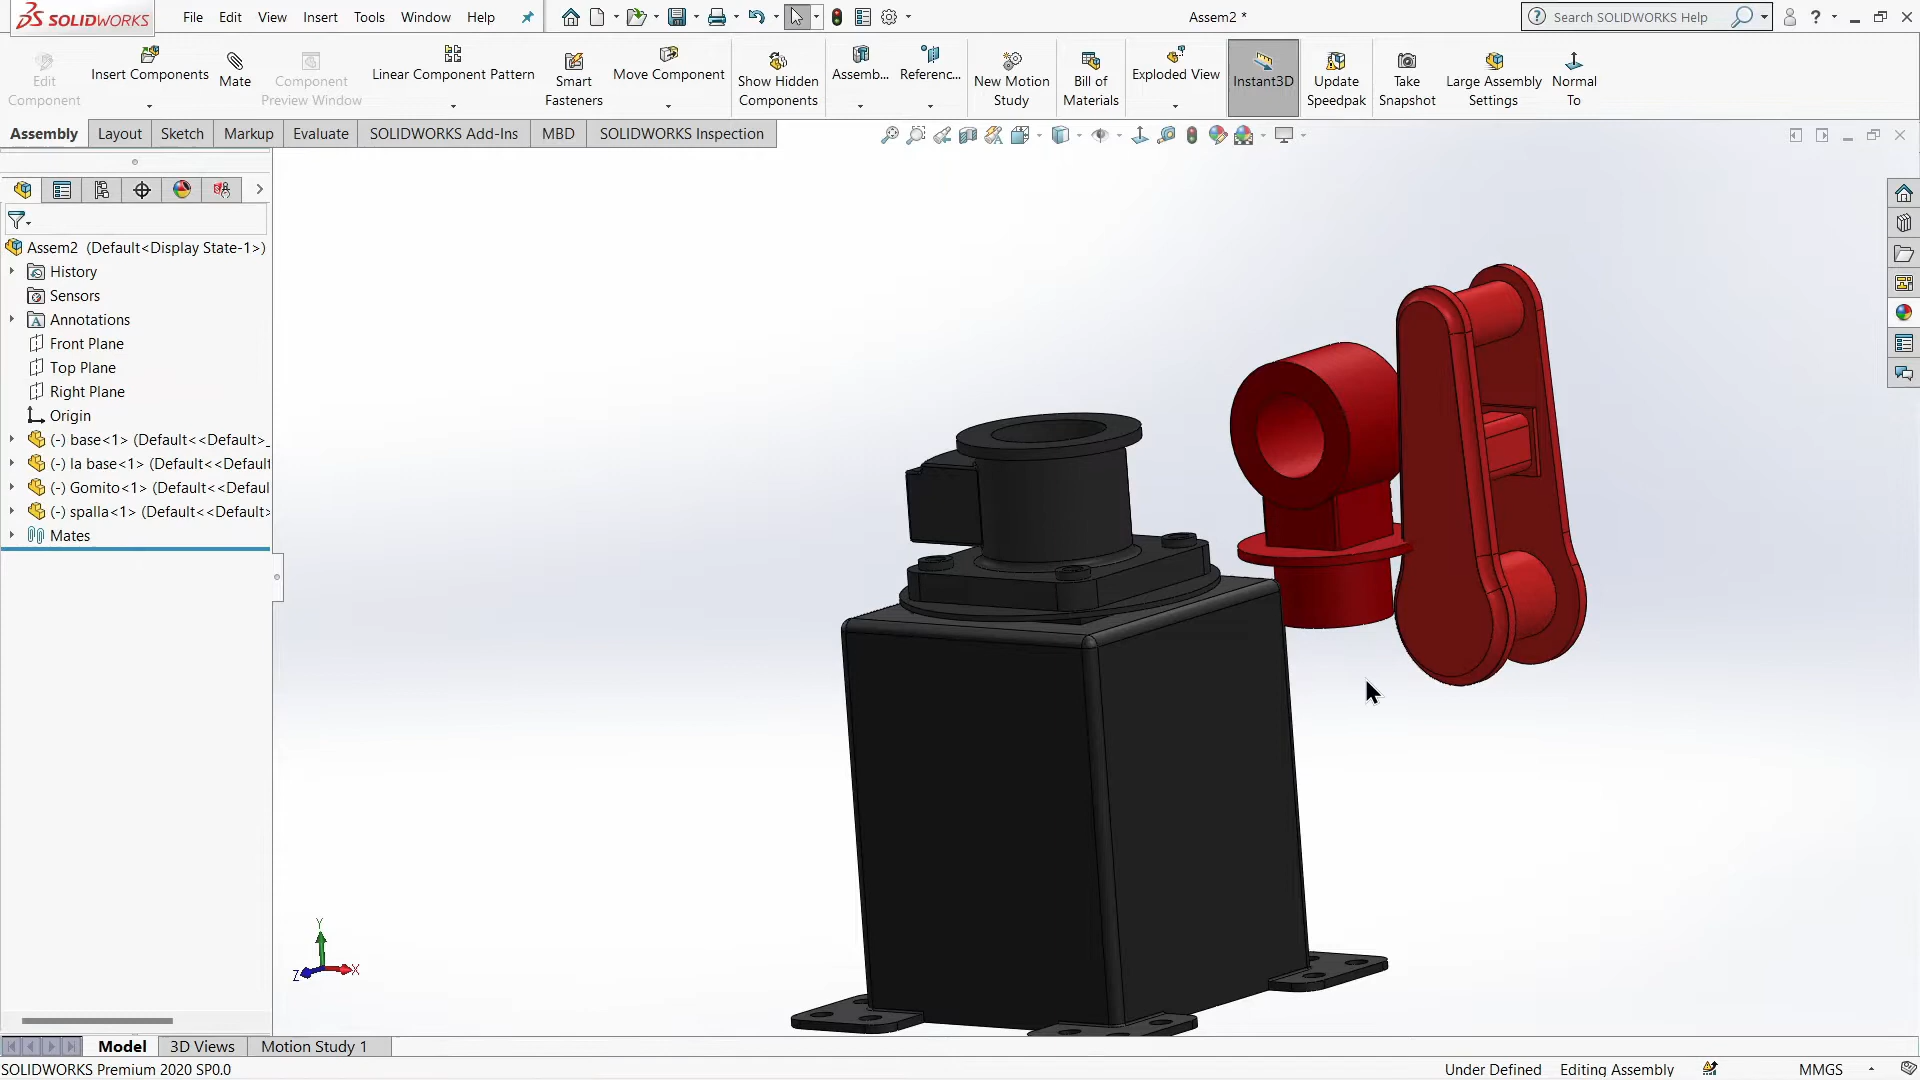 SOLIDWORKS
File Edit View Insert Tools Window Help
Assem2 *
Search SOLIDWORKS Help
Edit Component
Insert Components
Mate
Component Preview Window
Linear Component Pattern
Smart Fasteners
Move Component
Show Hidden Components
Assemb...
Referenc...
New Motion Study
Bill of Materials
Exploded View
Instant3D
Update Speedpak
Take Snapshot
Large Assembly Settings
Normal To
Assembly Layout Sketch Markup Evaluate SOLIDWORKS Add-Ins MBD SOLIDWORKS Inspection
Assem2 (Default<Display State-1>)
History
Sensors
Annotations
Front Plane
Top Plane
Right Plane
Origin
(-) base<1> (Default<<Default>_
(-) la base<1> (Default<<Default
(-) Gomito<1> (Default<<Defaul
(-) spalla<1> (Default<<Default>
Mates
Y
Z
X
Model 3D Views Motion Study 1
SOLIDWORKS Premium 2020 SP0.0
Under Defined Editing Assembly MMGS